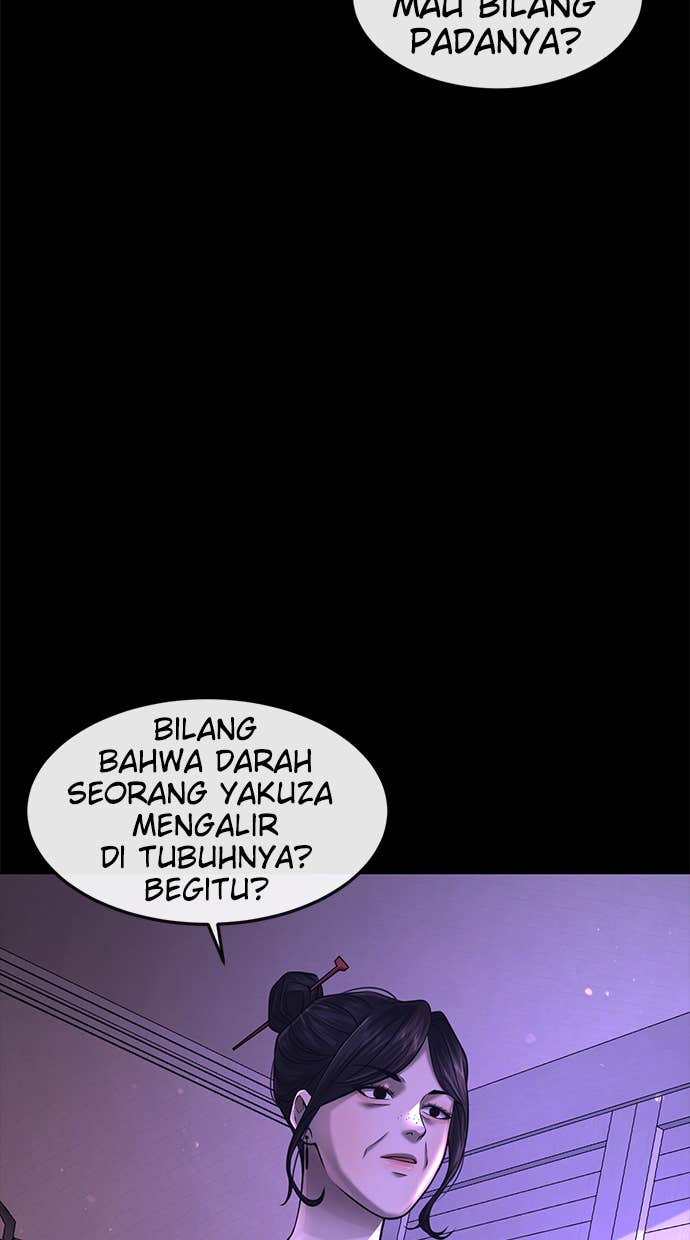 MAU BILANG
PADANYA?
BILANG
BAHWA DARAH
SEORANG YAKUZA
MENGALIR
DI TUBUHNYA?
BEGITU?